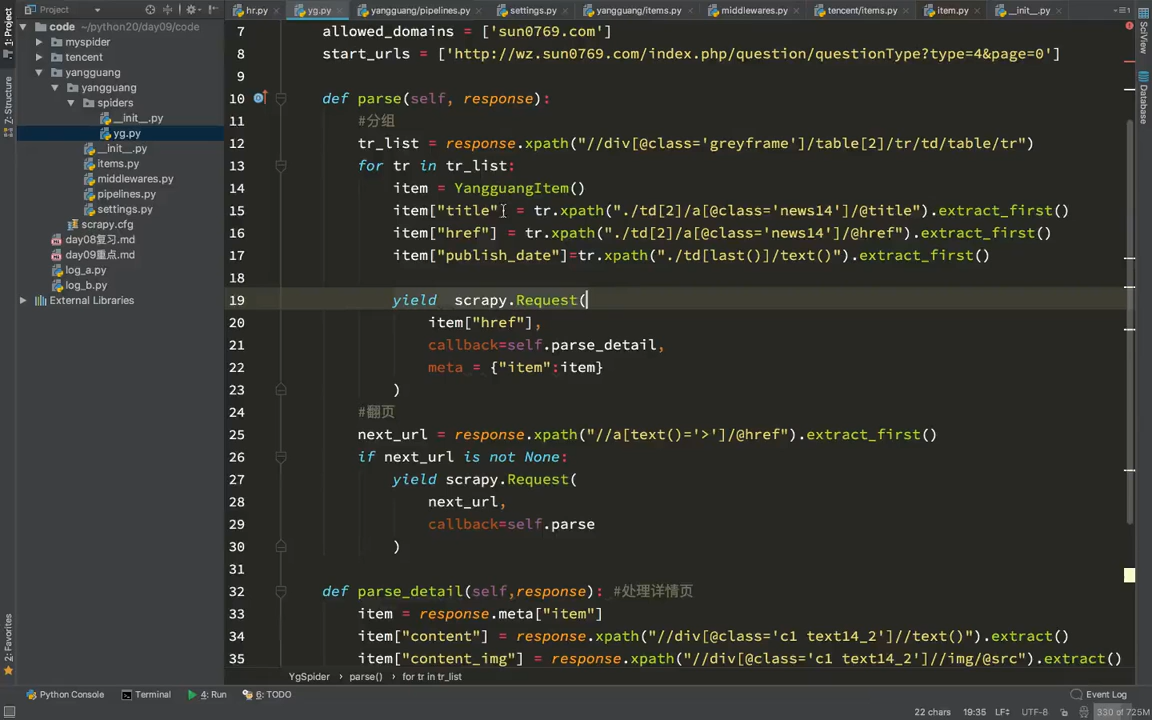 Project
hr.py
yg.py
yangguang/pipelines.py
settings.py
yangguang/items.py
middlewares.py
tencent/items.py
item.py
__init__.py
1: Project
Z: Structure
2: Favorites
SciView
Database
code ~/python20/day09/code
myspider
tencent
yangguang
yangguang
spiders
__init__.py
yg.py
__init__.py
items.py
middlewares.py
pipelines.py
settings.py
scrapy.cfg
day08复习.md
day09重点.md
log_a.py
log_b.py
External Libraries
7 allowed_domains = ['sun0769.com']
8 start_urls = ['http://wz.sun0769.com/index.php/question/questionType?type=4&page=0']
9
10 def parse(self, response):
11 #分组
12 tr_list = response.xpath("//div[@class='greyframe']/table[2]/tr/td/table/tr")
13 for tr in tr_list:
14 item = YangguangItem()
15 item["title"] = tr.xpath("./td[2]/a[@class='news14']/@title").extract_first()
16 item["href"] = tr.xpath("./td[2]/a[@class='news14']/@href").extract_first()
17 item["publish_date"]=tr.xpath("./td[last()]/text()").extract_first()
18
19 yield  scrapy.Request(
20 item["href"],
21 callback=self.parse_detail,
22 meta = {"item":item}
23 )
24 #翻页
25 next_url = response.xpath("//a[text()='>']/@href").extract_first()
26 if next_url is not None:
27 yield scrapy.Request(
28 next_url,
29 callback=self.parse
30 )
31
32 def parse_detail(self,response): #处理详情页
33 item = response.meta["item"]
34 item["content"] = response.xpath("//div[@class='c1 text14_2']//text()").extract()
35 item["content_img"] = response.xpath("//div[@class='c1 text14_2']//img/@src").extract()
YgSpider parse() for tr in tr_list
Python Console Terminal 4: Run 6: TODO Event Log
22 chars 19:35 LF UTF-8 330 of 725M